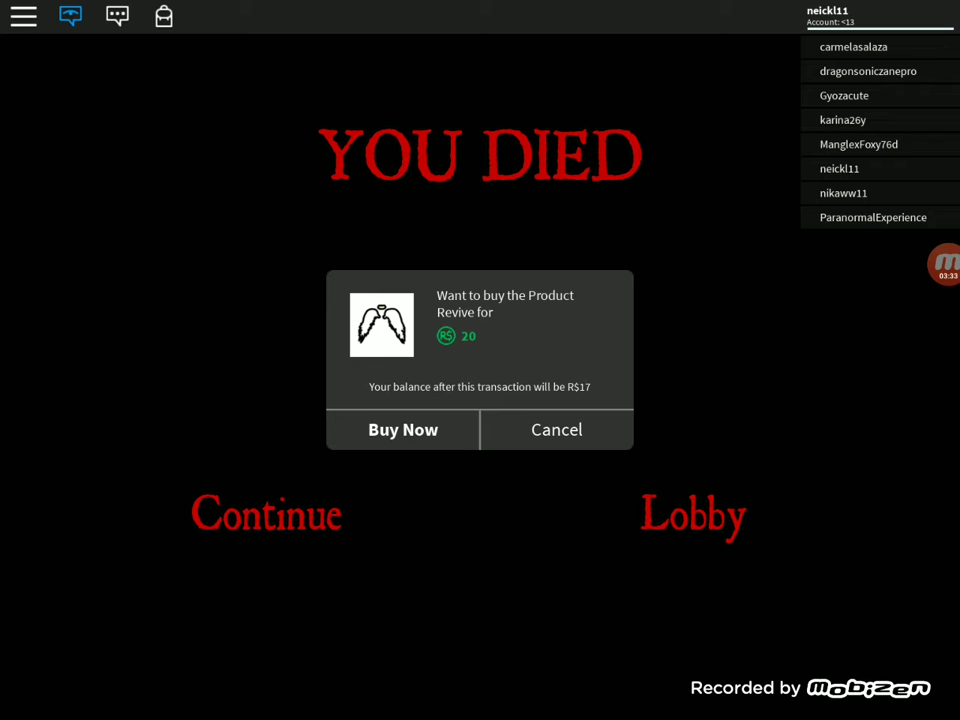 neickl11
Account: <13
carmelasalaza
dragonsoniczanepro
Gyozacute
karina26y
ManglexFoxy76d
neickl11
nikaww11
ParanormalExperience
YOU DIED
03:33
Want to buy the Product
Revive for
R$ 20
Your balance after this transaction will be R$17
Buy Now Cancel
Continue Lobby
Recorded by mobizen